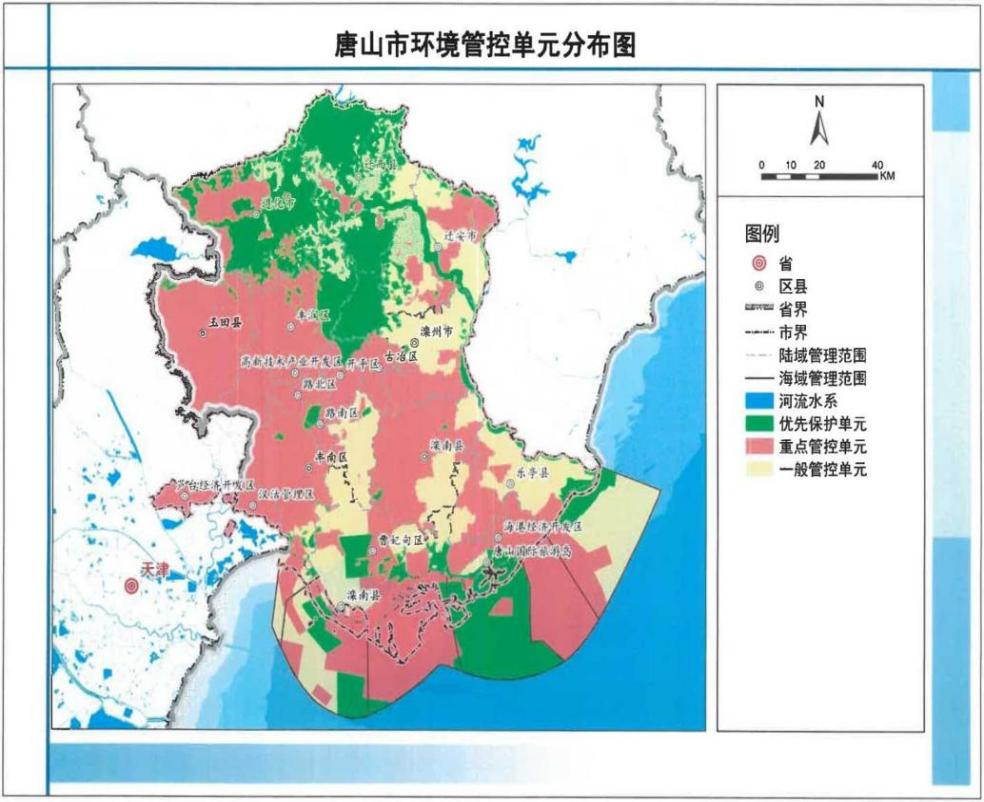 唐山市环境管控单元分布图
N
0 10 20 40
KM
图例
省
区县
省界
市界
陆域管理范围
海域管理范围
河流水系
优先保护单元
重点管控单元
一般管控单元
迁西县
遵化市
迁安市
玉田县
丰润区
滦州市
古冶区
高新技术产业开发区
开平区
路北区
路南区
丰南区
滦南县
乐亭县
芦台经济开发区
汉沽管理区
海港经济开发区
曹妃甸区
唐山国际旅游岛
滦南县
天津